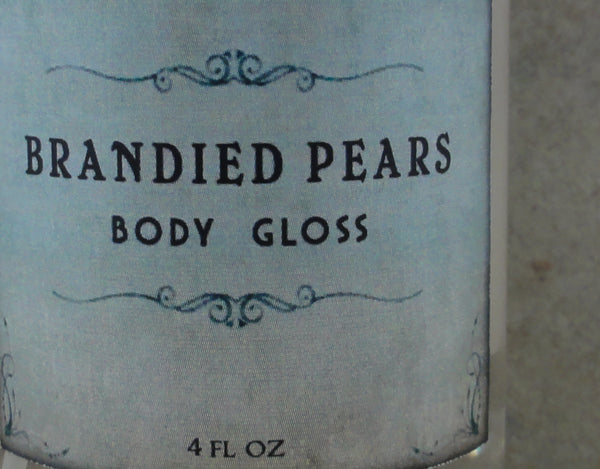 BRANDIED PEARS
BODY GLOSS
4 FL OZ